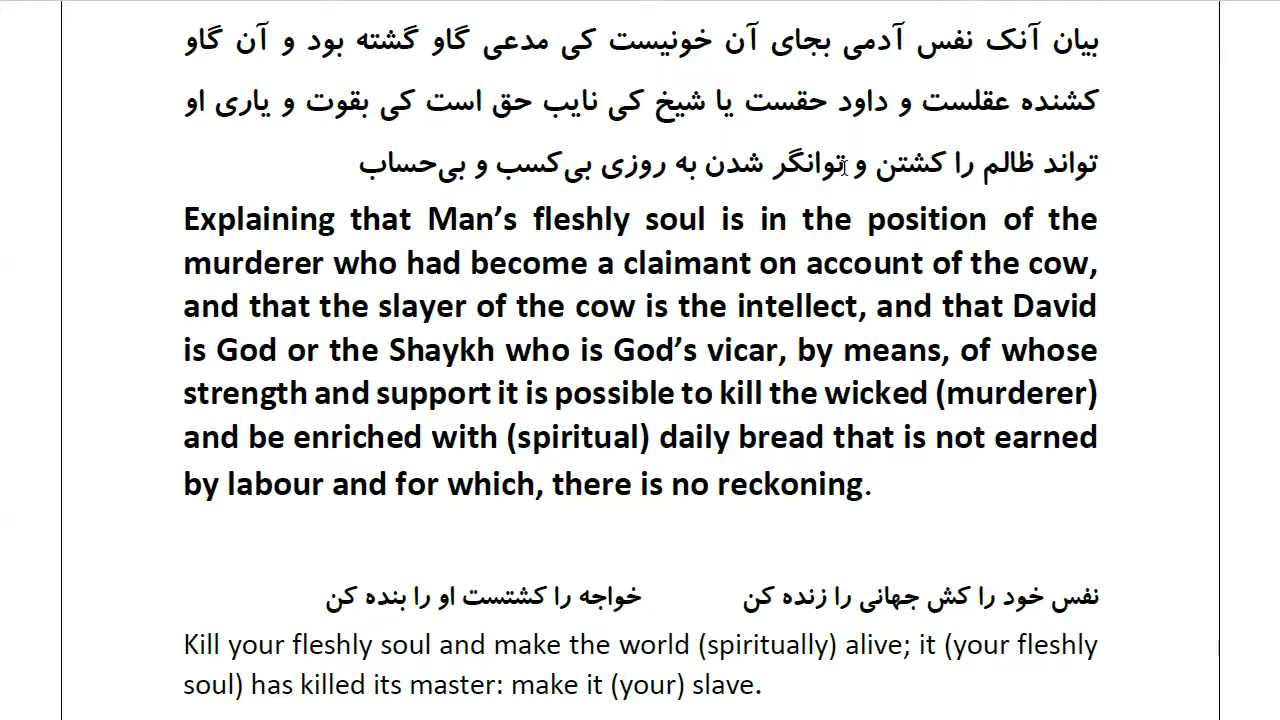 بیان آنک نفس آدمی بجای آن خونیست کی مدعی گاو گشته بود و آن گاو
کشنده عقلست و داود حقست یا شیخ کی نایب حق است کی بقوت و یاری او
تواند ظالم را کشتن و توانگر شدن به روزی بی‌کسب و بی‌حساب
Explaining that Man’s fleshly soul is in the position of the
murderer who had become a claimant on account of the cow,
and that the slayer of the cow is the intellect, and that David
is God or the Shaykh who is God’s vicar, by means, of whose
strength and support it is possible to kill the wicked (murderer)
and be enriched with (spiritual) daily bread that is not earned
by labour and for which, there is no reckoning.
نفس خود را کش جهانی را زنده کن خواجه را کشتست او را بنده کن
Kill your fleshly soul and make the world (spiritually) alive; it (your fleshly
soul) has killed its master: make it (your) slave.